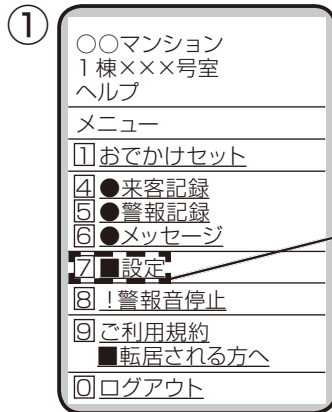 ①
○○マンション
1棟×××号室
ヘルプ
メニュー
1 おでかけセット
4 ●来客記録
5 ●警報記録
6 ●メッセージ
7 ■設定
8 !警報音停止
9 ご利用規約
■転居される方へ
0 ログアウト